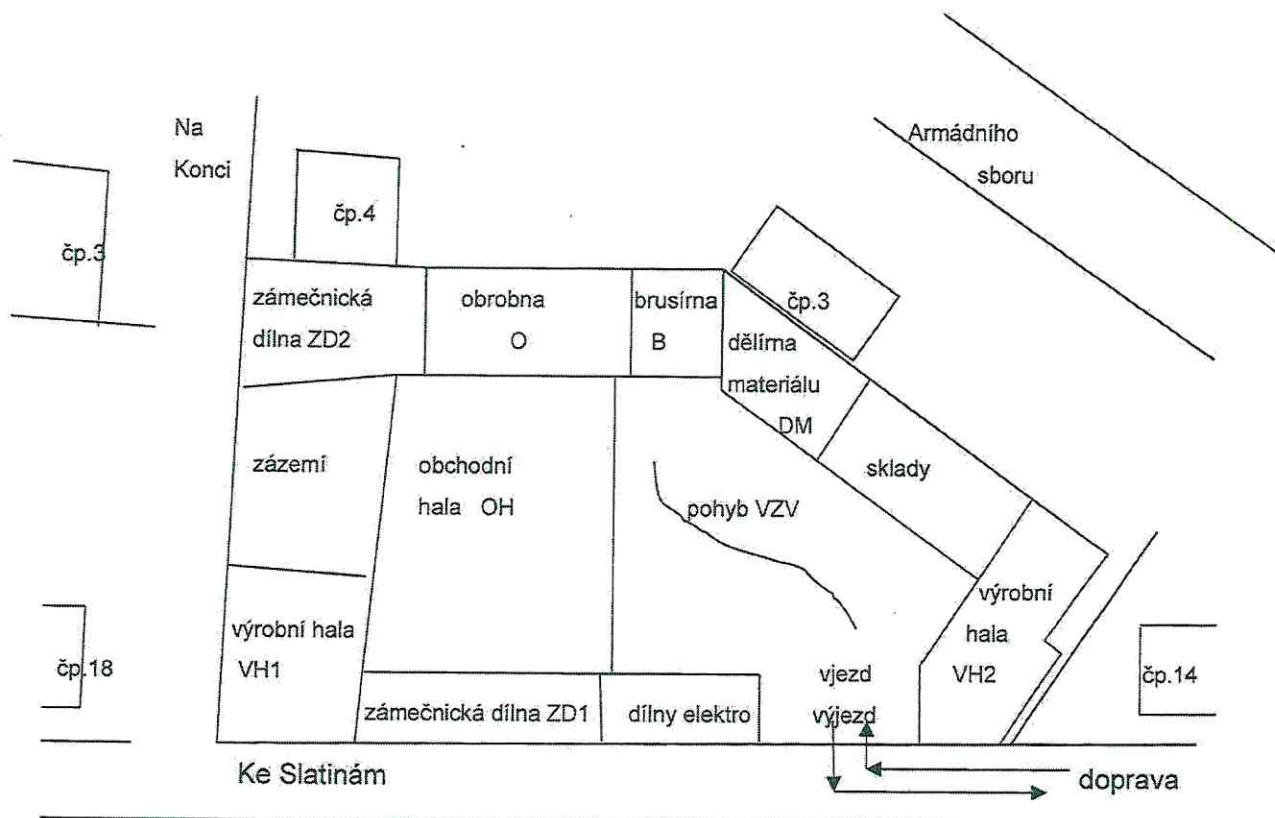 Na
Konci
Armádního
sboru
čp.4
čp.3
čp.3
zámečnická
dílna ZD2
obrobna
O
brusírna
B
dělírna
materiálu
DM
zázemí
obchodní
hala OH
pohyb VZV
sklady
výrobní hala
VH1
výrobní
hala
VH2
čp.18
vjezd
výjezd
čp.14
zámečnická dílna ZD1
dílny elektro
Ke Slatinám
doprava